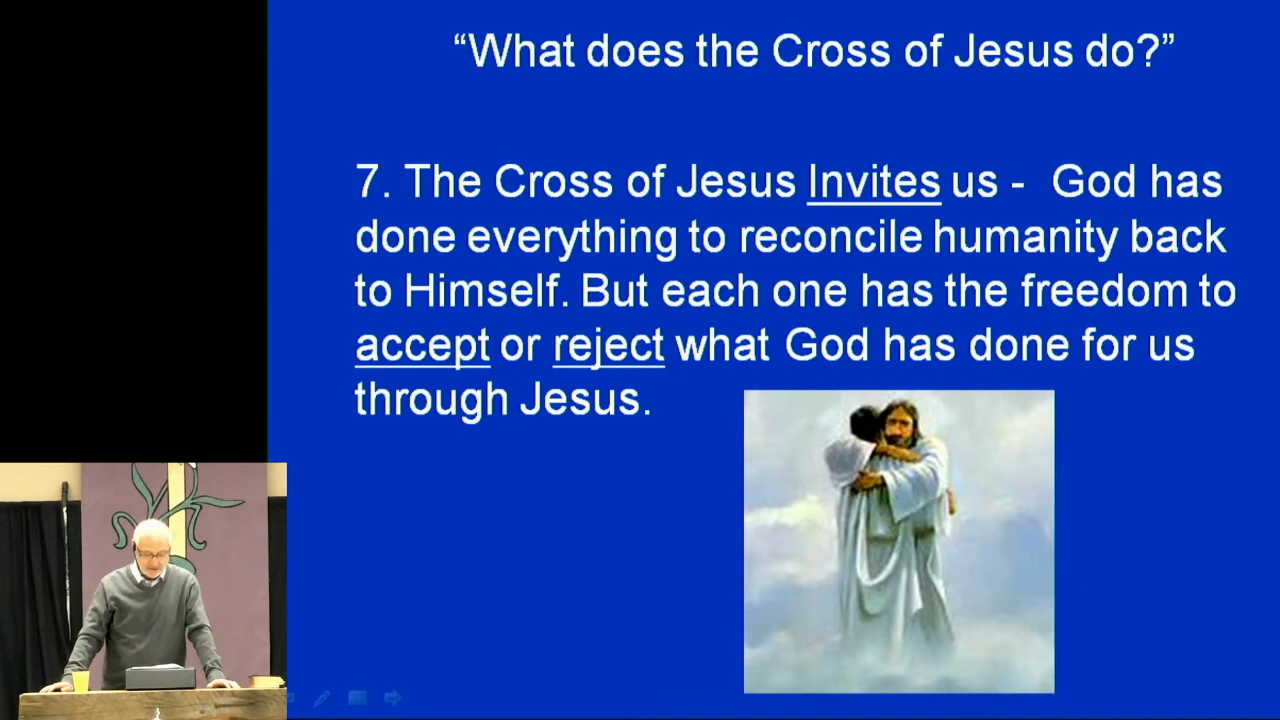 “What does the Cross of Jesus do?”
7. The Cross of Jesus Invites us -  God has
done everything to reconcile humanity back
to Himself. But each one has the freedom to
accept or reject what God has done for us
through Jesus.